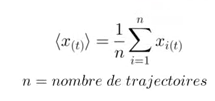 ⟨x(t)⟩ = 1/n ∑_{i=1}^{n} x_{i(t)}
n = nombre de trajectoires